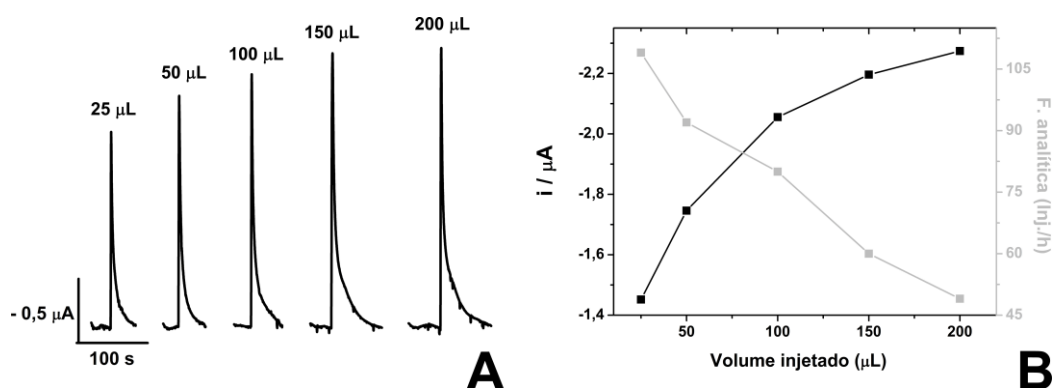 25 μL
50 μL
100 μL
150 μL
200 μL
- 0,5 μA
100 s
A
-2,2
-2,0
-1,8
-1,6
-1,4
i / μA
50
100
150
200
Volume injetado (μL)
105
90
75
60
45
F. analítica (Inj./h)
B